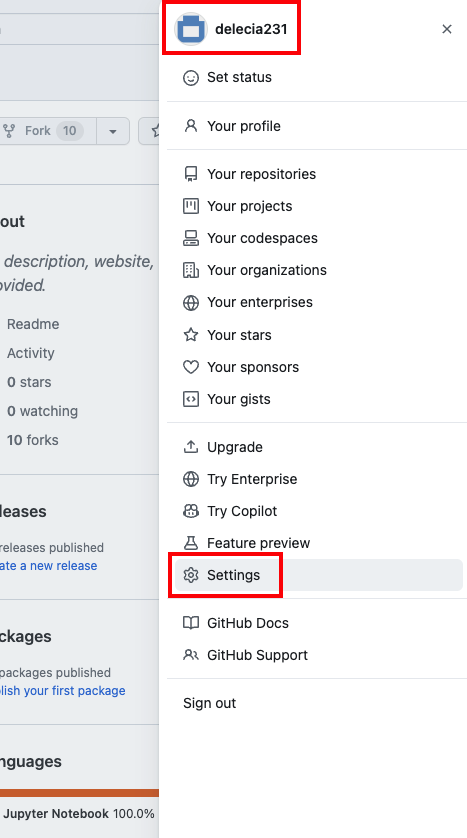 delecia231
Set status
Your profile
Your repositories
Your projects
Your codespaces
Your organizations
Your enterprises
Your stars
Your sponsors
Your gists
Upgrade
Try Enterprise
Try Copilot
Feature preview
Settings
GitHub Docs
GitHub Support
Sign out
Fork 10
out
description, website,
ovided.
Readme
Activity
0 stars
0 watching
10 forks
leases
releases published
ate a new release
ckages
packages published
lish your first package
nguages
Jupyter Notebook 100.0%